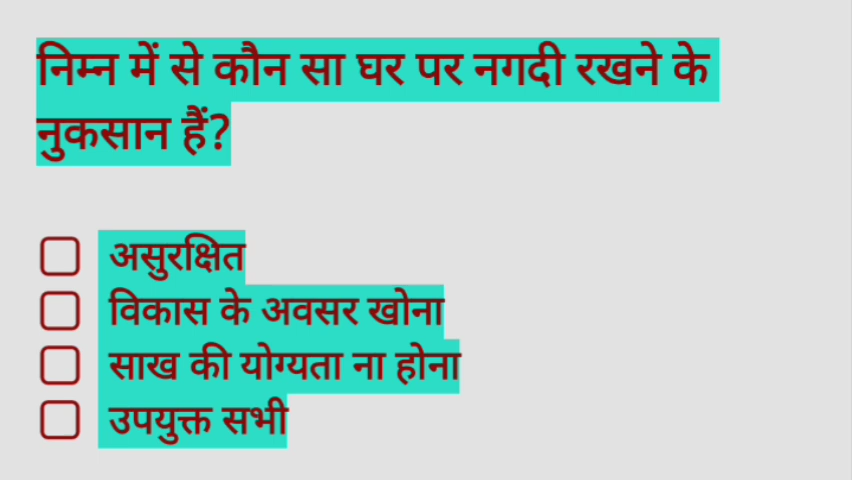 निम्न में से कौन सा घर पर नगदी रखने के
नुकसान हैं?
असुरक्षित
विकास के अवसर खोना
साख की योग्यता ना होना
उपयुक्त सभी